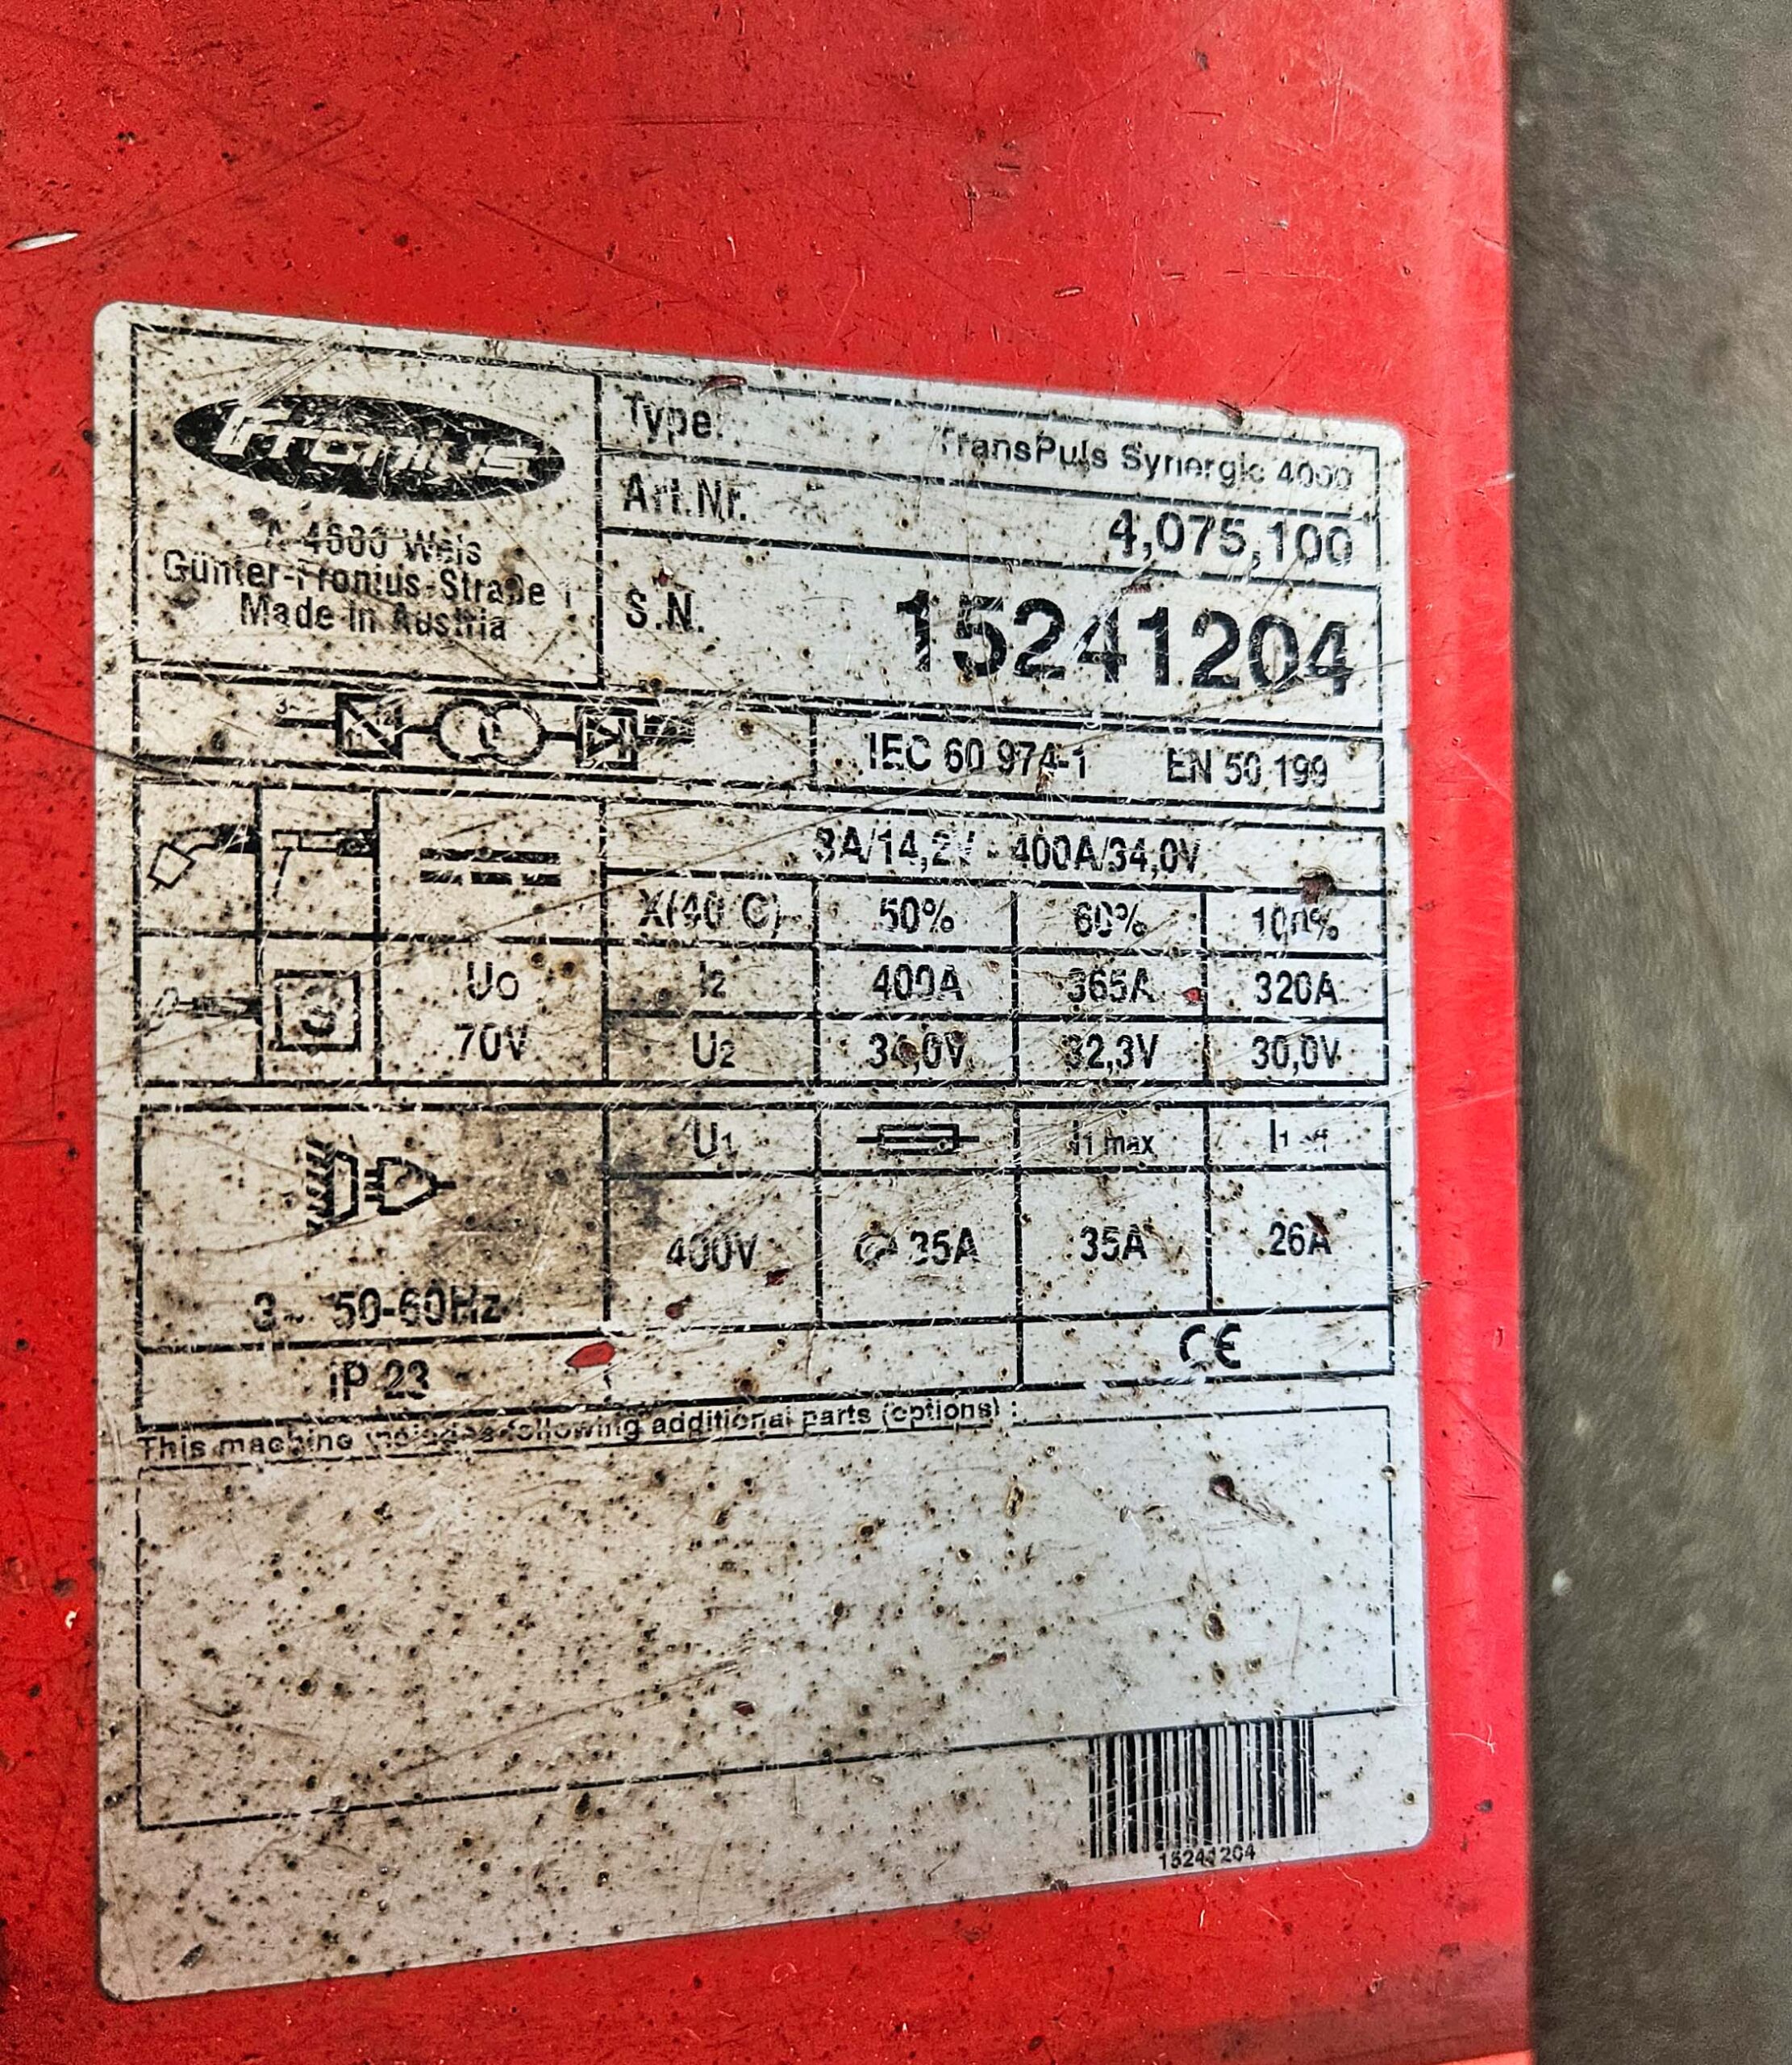 Fronius
A-4600 Wels
Günter-Fronius-Straße 1
Made in Austria
Type: TransPuls Synergic 4000
Art.Nr. 4,075,100
S.N. 15241204
3~
IEC 60 974-1 EN 50 199
3A/14,2V - 400A/34,0V
X(40°C) 50% 60% 100%
I2 400A 365A 320A
U2 34,0V 32,3V 30,0V
S
U0
70V
U1 I1 max I1 eff
400V 35A 35A 26A
3~ 50-60Hz
IP 23
CE
This machine includes following additional parts (options) :
15241204